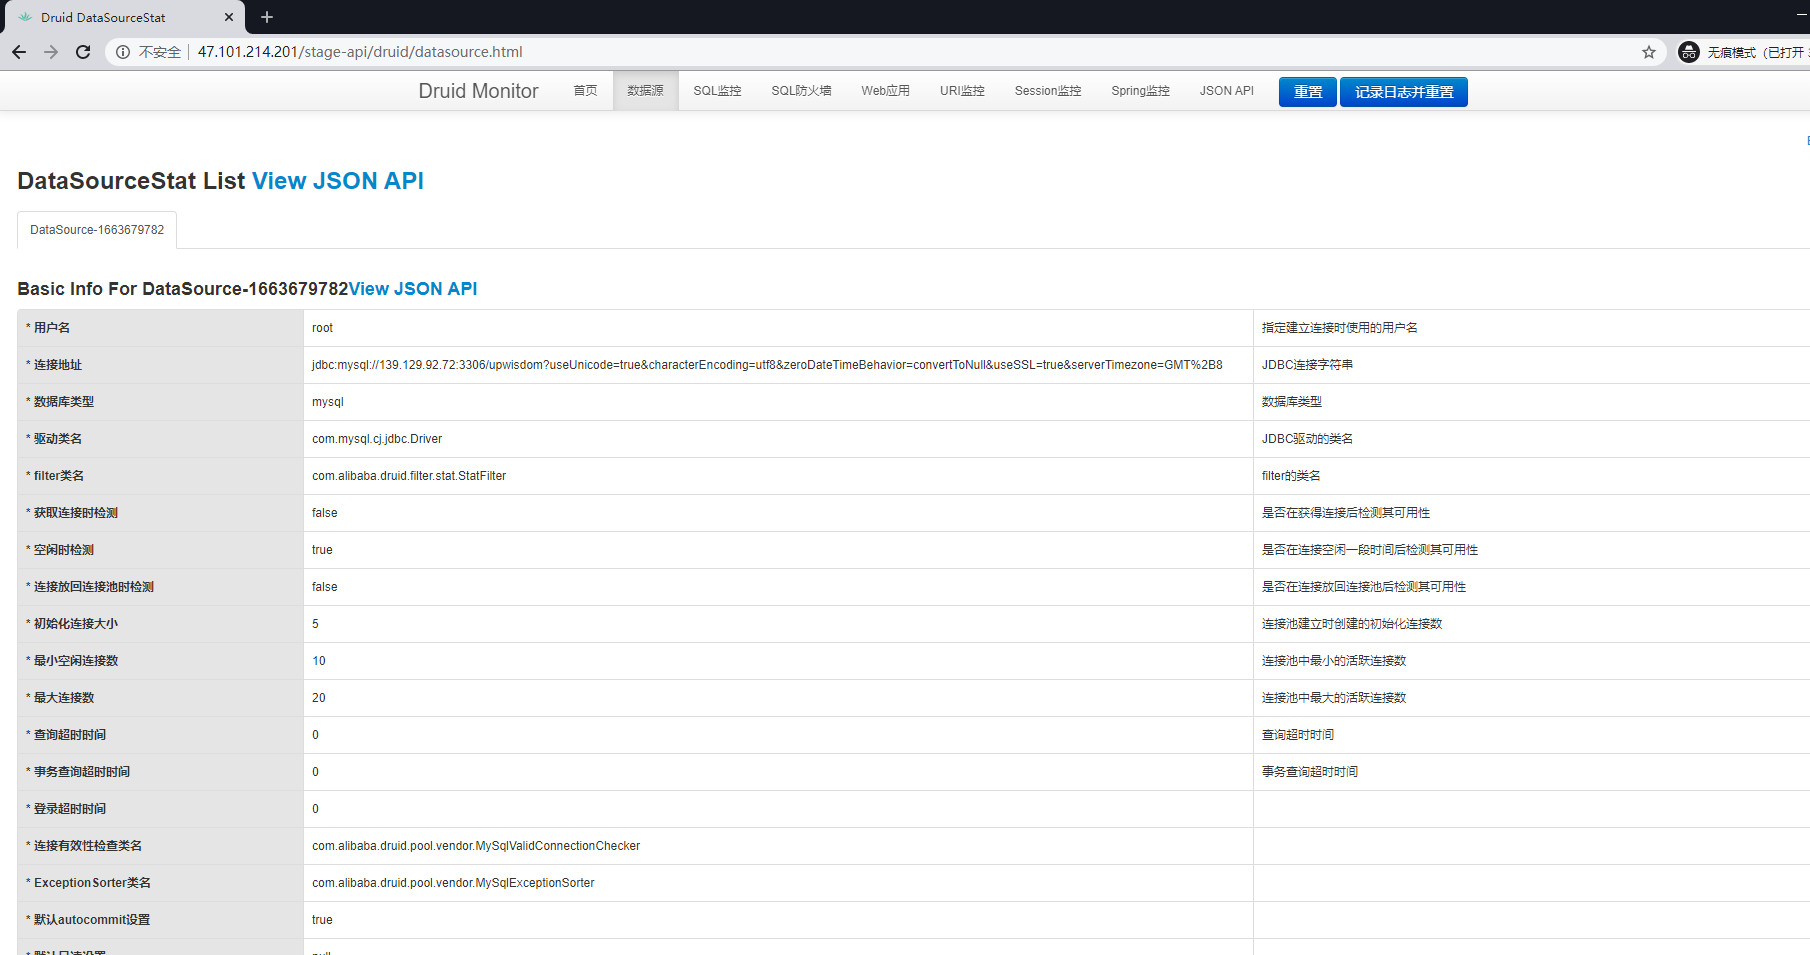 Druid DataSourceStat
不安全 47.101.214.201/stage-api/druid/datasource.html 无痕模式（已打开
Druid Monitor 首页 数据源 SQL监控 SQL防火墙 Web应用 URI监控 Session监控 Spring监控 JSON API 重置 记录日志并重置
DataSourceStat List View JSON API
DataSource-1663679782
Basic Info For DataSource-1663679782View JSON API
* 用户名 root 指定建立连接时使用的用户名
* 连接地址 jdbc:mysql://139.129.92.72:3306/upwisdom?useUnicode=true&characterEncoding=utf8&zeroDateTimeBehavior=convertToNull&useSSL=true&serverTimezone=GMT%2B8 JDBC连接字符串
* 数据库类型 mysql 数据库类型
* 驱动类名 com.mysql.cj.jdbc.Driver JDBC驱动的类名
* filter类名 com.alibaba.druid.filter.stat.StatFilter filter的类名
* 获取连接时检测 false 是否在获得连接后检测其可用性
* 空闲时检测 true 是否在连接空闲一段时间后检测其可用性
* 连接放回连接池时检测 false 是否在连接放回连接池后检测其可用性
* 初始化连接大小 5 连接池建立时创建的初始化连接数
* 最小空闲连接数 10 连接池中最小的活跃连接数
* 最大连接数 20 连接池中最大的活跃连接数
* 查询超时时间 0 查询超时时间
* 事务查询超时时间 0 事务查询超时时间
* 登录超时时间 0
* 连接有效性检查类名 com.alibaba.druid.pool.vendor.MySqlValidConnectionChecker
* ExceptionSorter类名 com.alibaba.druid.pool.vendor.MySqlExceptionSorter
* 默认autocommit设置 true